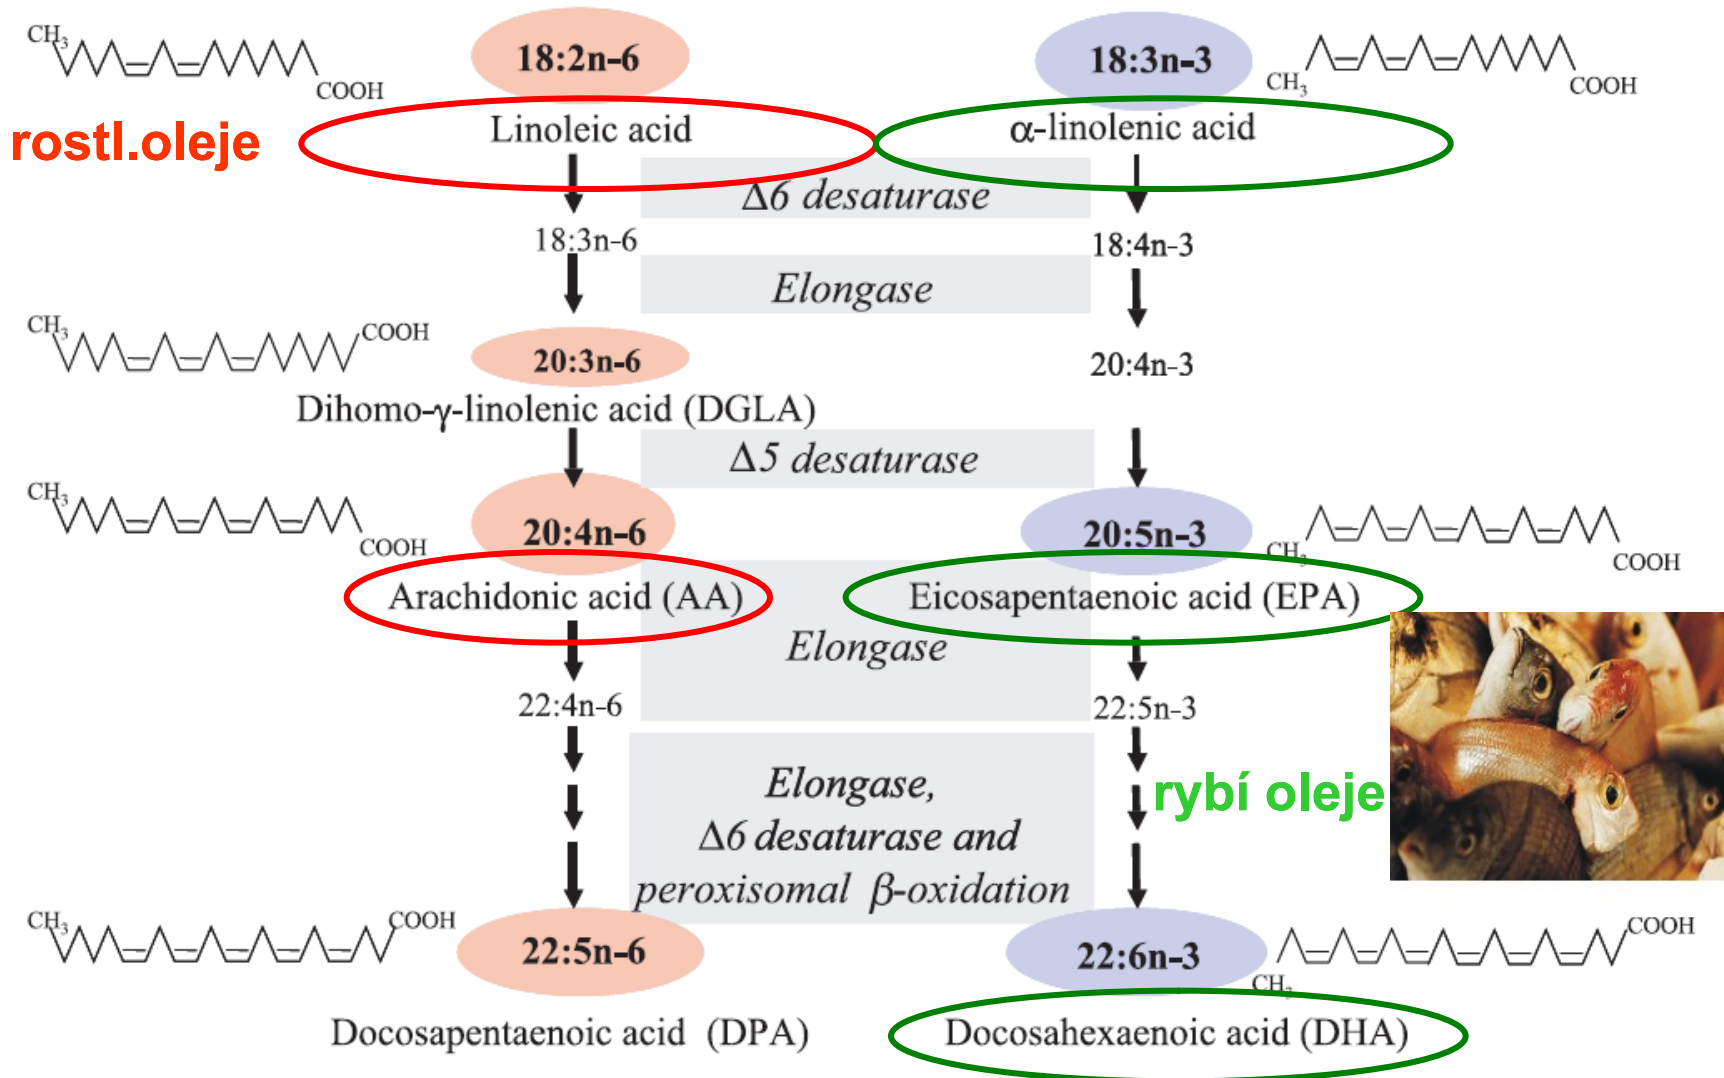 CH3
COOH
18:2n-6
18:3n-3
CH3
COOH
rostl.oleje
Linoleic acid
α-linolenic acid
Δ6 desaturase
18:3n-6
18:4n-3
Elongase
CH3
COOH
20:3n-6
20:4n-3
Dihomo-γ-linolenic acid (DGLA)
Δ5 desaturase
CH3
COOH
20:4n-6
20:5n-3
CH3
COOH
Arachidonic acid (AA)
Eicosapentaenoic acid (EPA)
Elongase
22:4n-6
22:5n-3
Elongase,
Δ6 desaturase and
peroxisomal β-oxidation
rybí oleje
CH3
COOH
22:5n-6
22:6n-3
CH3
COOH
Docosapentaenoic acid (DPA)
Docosahexaenoic acid (DHA)